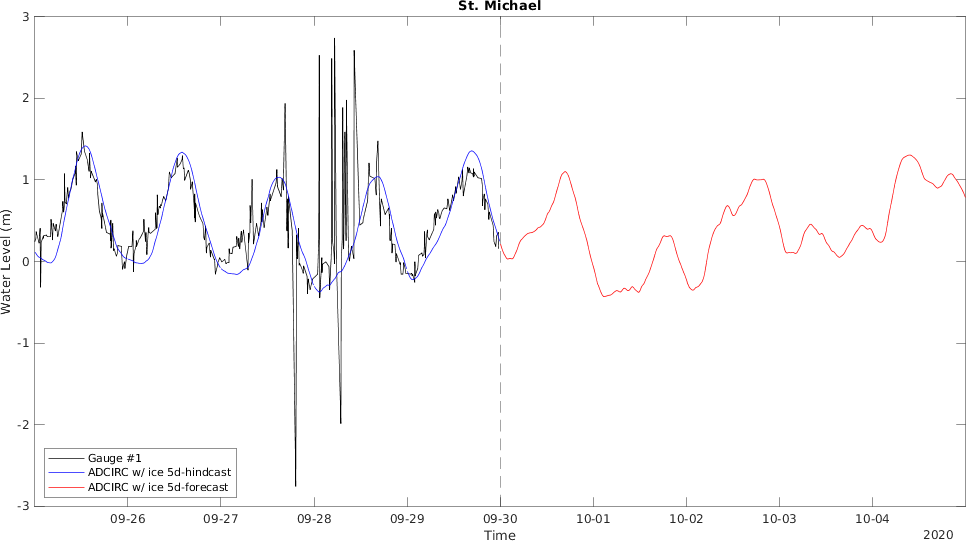 St. Michael
3
2
1
0
-1
-2
-3
Water Level (m)
Gauge #1
ADCIRC w/ ice 5d-hindcast
ADCIRC w/ ice 5d-forecast
09-26 09-27 09-28 09-29 09-30 10-01 10-02 10-03 10-04
Time
2020